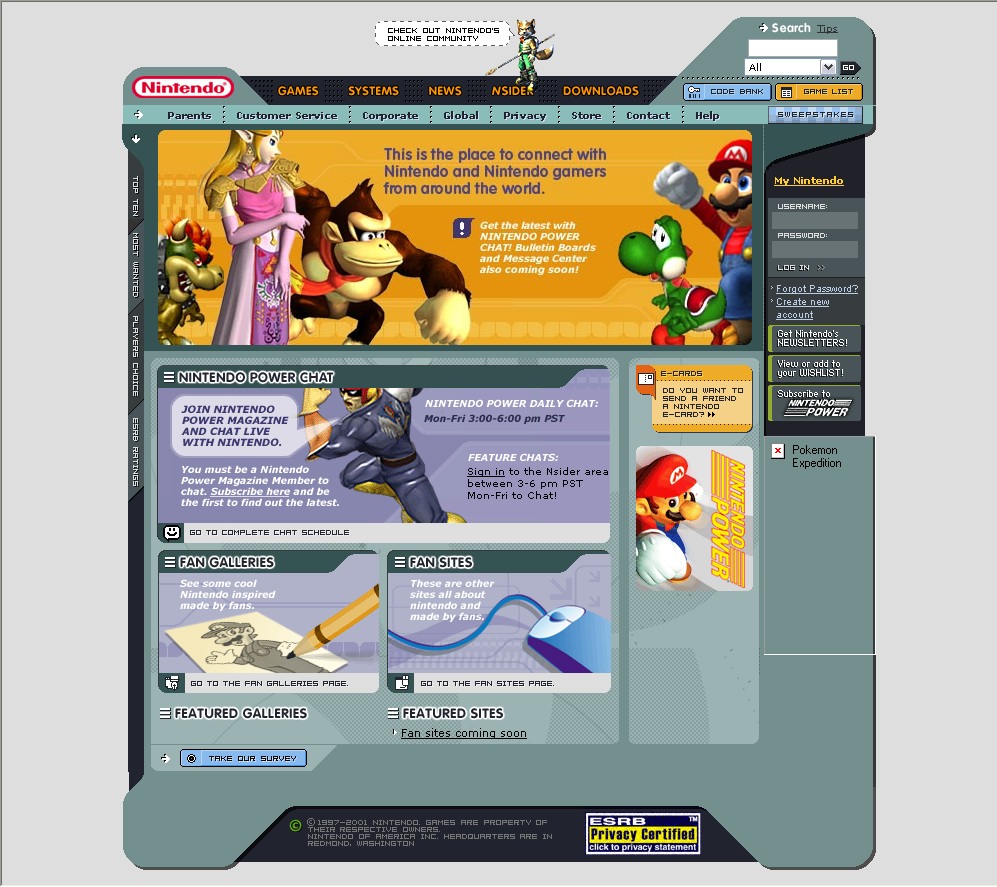 CHECK OUT NINTENDO'S
ONLINE COMMUNITY
Search Tips
All
GO
Nintendo
GAMES SYSTEMS NEWS NSIDER DOWNLOADS
CODE BANK GAME LIST
Parents Customer Service Corporate Global Privacy Store Contact Help
SWEEPSTAKES
TOP TEN
MOST WANTED
PLAYERS CHOICE
ESRB RATINGS
This is the place to connect with
Nintendo and Nintendo gamers
from around the world.
Get the latest with
NINTENDO POWER
CHAT! Bulletin Boards
and Message Center
also coming soon!
My Nintendo
USERNAME:
PASSWORD:
LOG IN >>
Forgot Password?
Create new
account
Get Nintendo's
NEWSLETTERS!
View or add to
your WISHLIST!
Subscribe to
NINTENDO
POWER
Pokemon
Expedition
NINTENDO POWER CHAT
JOIN NINTENDO
POWER MAGAZINE
AND CHAT LIVE
WITH NINTENDO.
You must be a Nintendo
Power Magazine Member to
chat. Subscribe here and be
the first to find out the latest.
NINTENDO POWER DAILY CHAT:
Mon-Fri 3:00-6:00 pm PST
FEATURE CHATS:
Sign in to the Nsider area
between 3-6 pm PST
Mon-Fri to Chat!
GO TO COMPLETE CHAT SCHEDULE
E-CARDS
DO YOU WANT TO
SEND A FRIEND
A NINTENDO
E-CARD?
NINTENDO
POWER
FAN GALLERIES
See some cool
Nintendo inspired
made by fans.
GO TO THE FAN GALLERIES PAGE.
FAN SITES
These are other
sites all about
nintendo and
made by fans.
GO TO THE FAN SITES PAGE.
FEATURED GALLERIES
FEATURED SITES
Fan sites coming soon
TAKE OUR SURVEY
© ©1997-2001 NINTENDO. GAMES ARE PROPERTY OF
THEIR RESPECTIVE OWNERS.
NINTENDO OF AMERICA INC. HEADQUARTERS ARE IN
REDMOND, WASHINGTON
ESRB TM
Privacy Certified
click to privacy statement